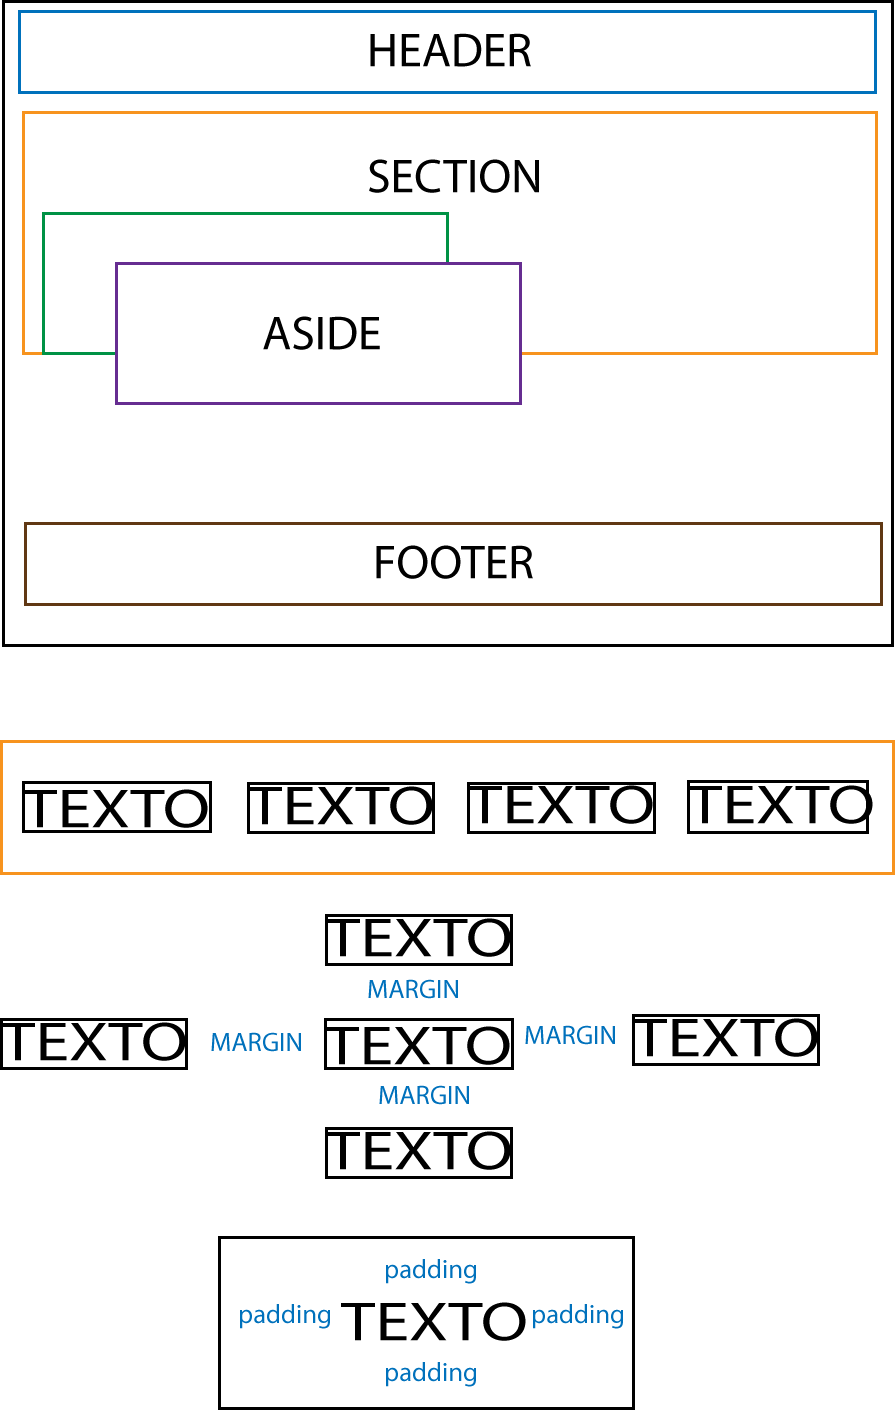 HEADER
SECTION
ASIDE
FOOTER
TEXTO TEXTO TEXTO TEXTO
TEXTO
MARGIN
TEXTO MARGIN TEXTO MARGIN TEXTO
MARGIN
TEXTO
padding
padding TEXTO padding
padding